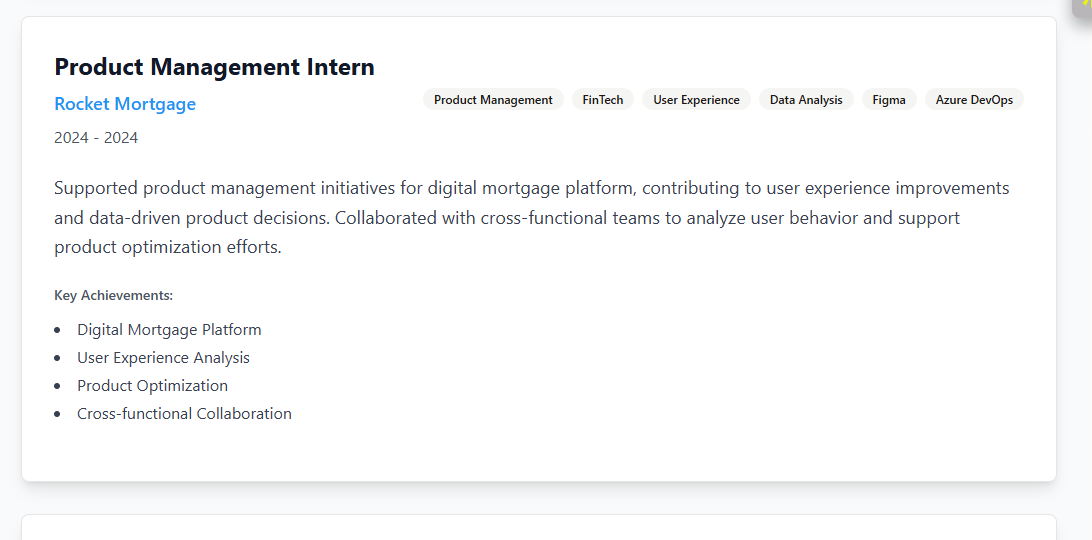 Product Management Intern
Rocket Mortgage
Product Management FinTech User Experience Data Analysis Figma Azure DevOps
2024 - 2024
Supported product management initiatives for digital mortgage platform, contributing to user experience improvements
and data-driven product decisions. Collaborated with cross-functional teams to analyze user behavior and support
product optimization efforts.
Key Achievements:
Digital Mortgage Platform
User Experience Analysis
Product Optimization
Cross-functional Collaboration